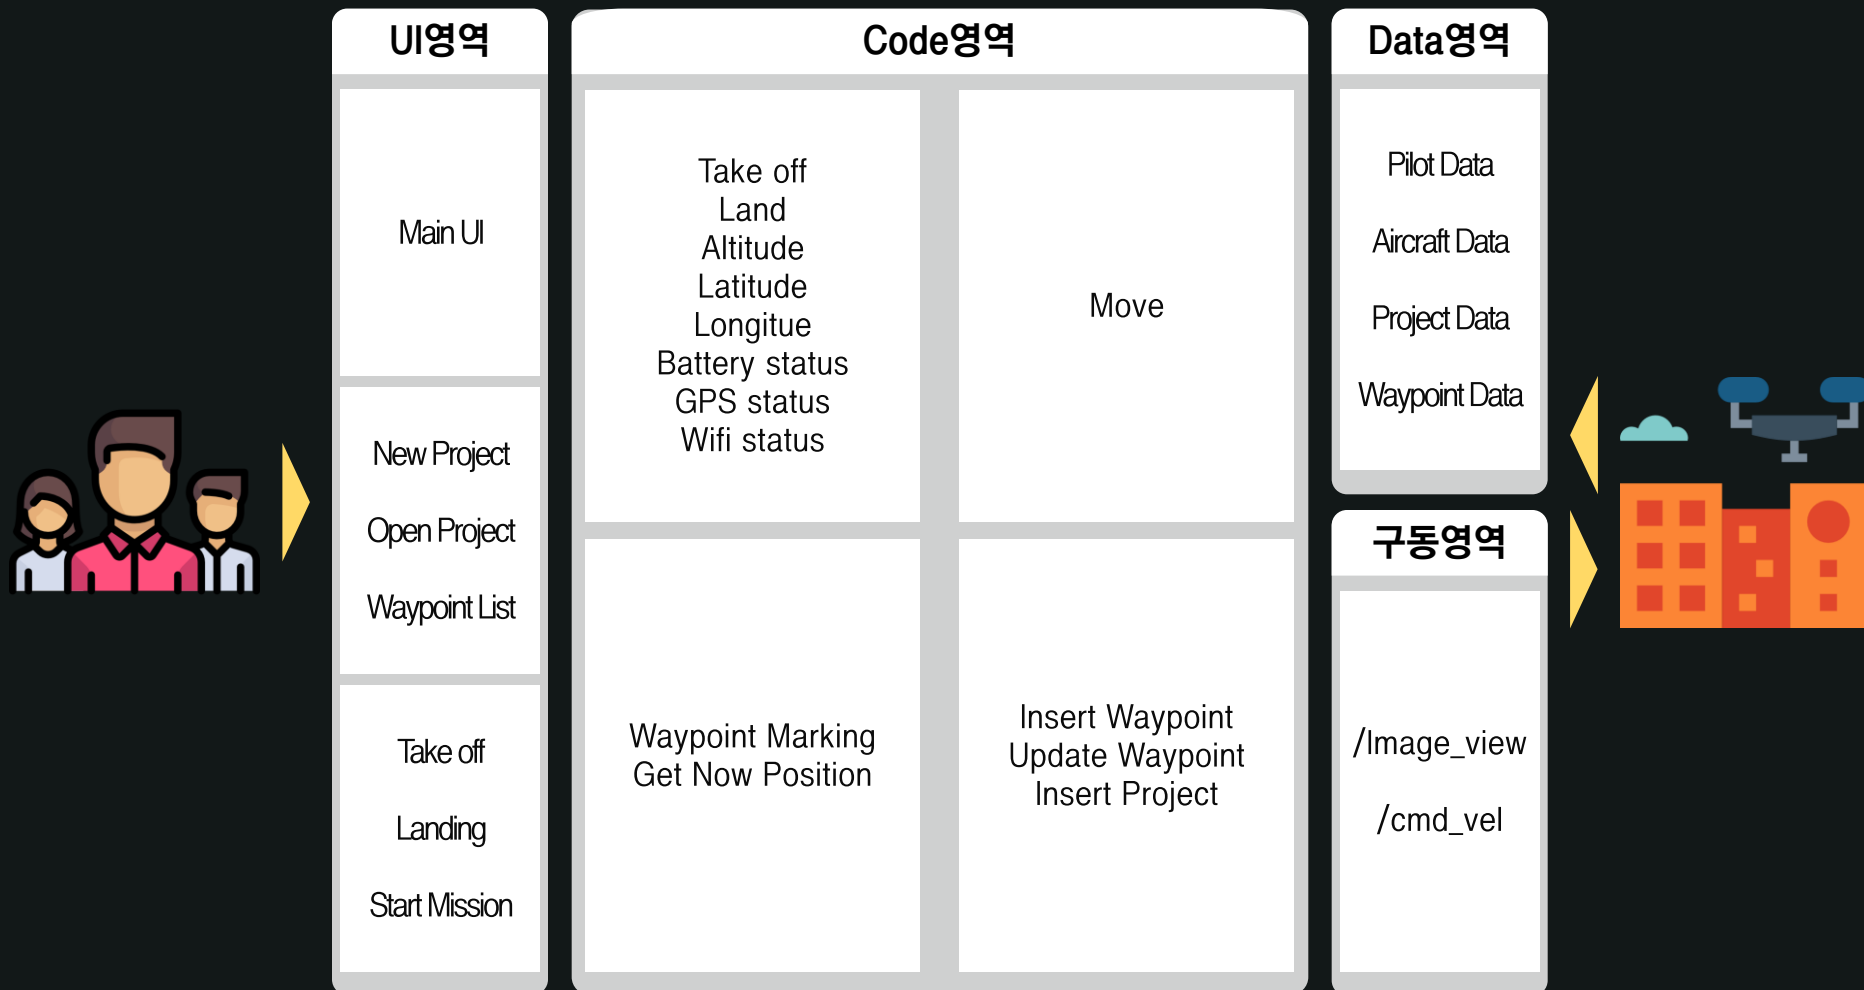 UI영역
Main UI
New Project
Open Project
Waypoint List
Take off
Landing
Start Mission
Code영역
Take off
Land
Altitude
Latitude
Longitue
Battery status
GPS status
Wifi status
Move
Waypoint Marking
Get Now Position
Insert Waypoint
Update Waypoint
Insert Project
Data영역
Pilot Data
Aircraft Data
Project Data
Waypoint Data
구동영역
/Image_view
/cmd_vel